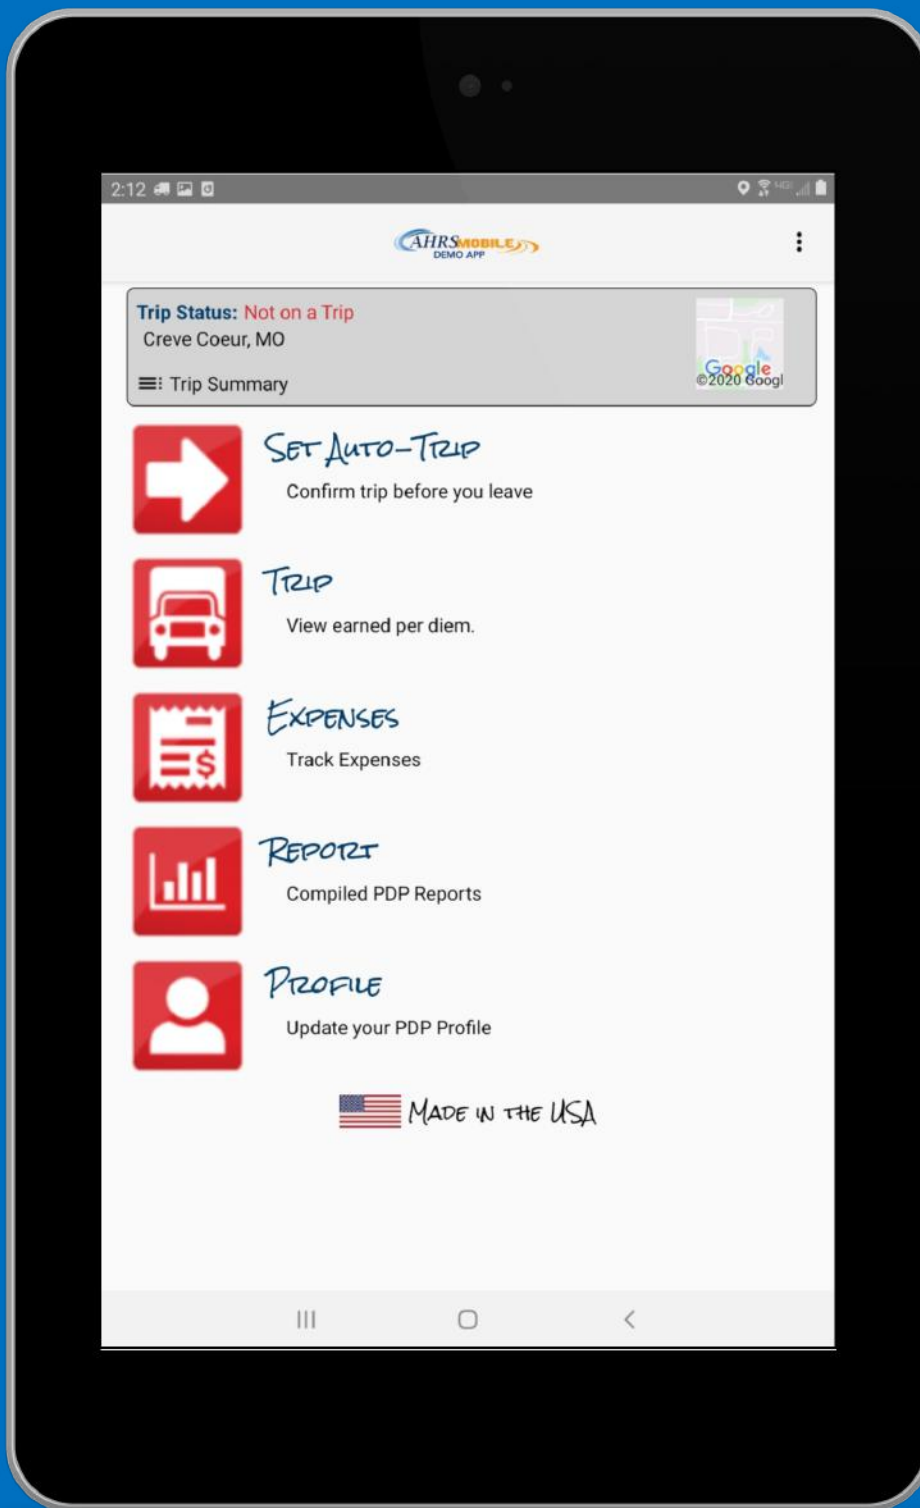 2:12
AHRSMOBILE
DEMO APP
Trip Status: Not on a Trip
Creve Coeur, MO
Trip Summary
Google
©2020 Googl
SET AUTO-TRIP
Confirm trip before you leave
TRIP
View earned per diem.
EXPENSES
$
Track Expenses
REPORT
Compiled PDP Reports
PROFILE
Update your PDP Profile
MADE IN THE USA